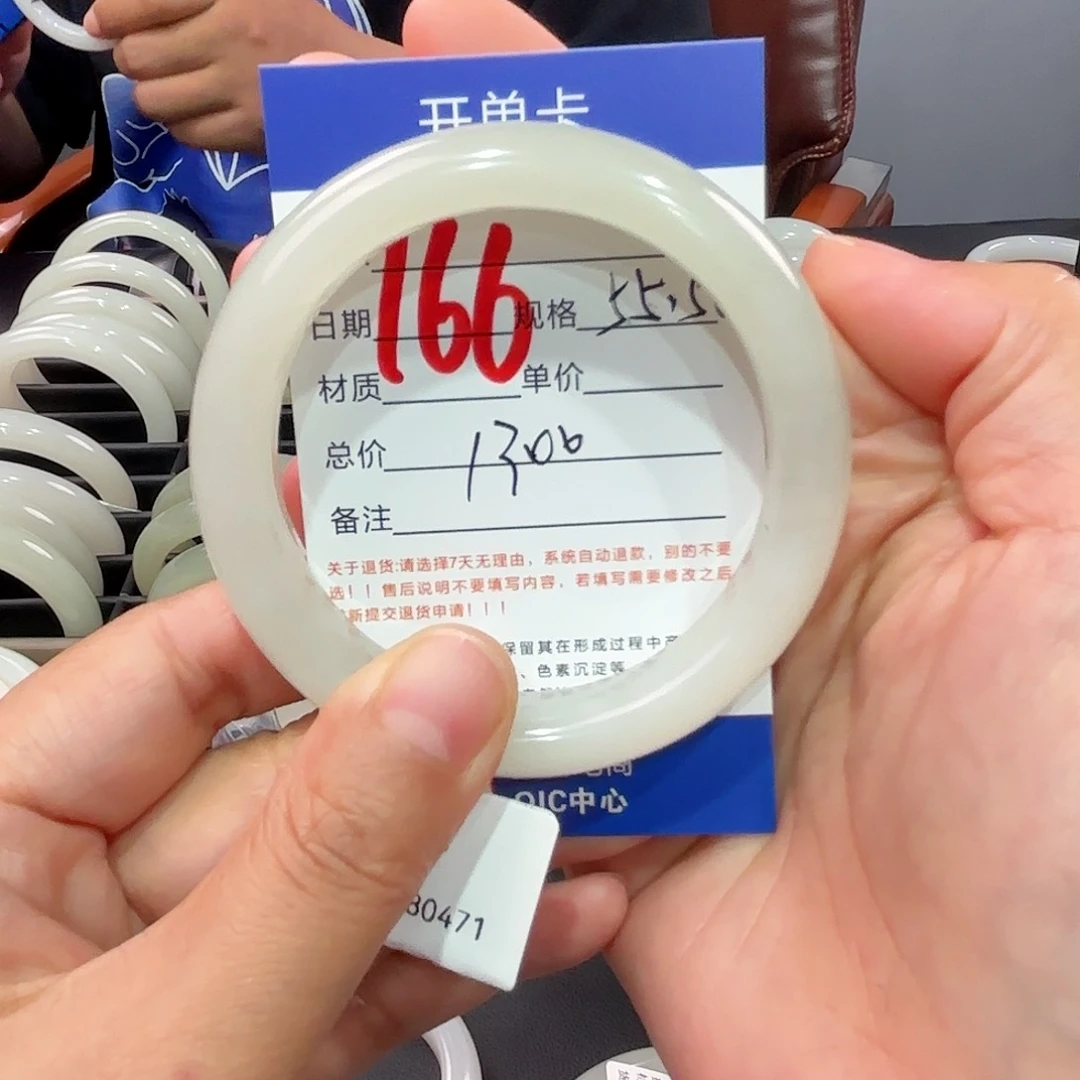 开单卡
166
日期 规格 55.5
材质 单价
总价 1300
备注
关于退货:请选择7天无理由，系统自动退款，别的不要
选！！售后说明不要填写内容，若填写需要修改之后
新提交退货申请！！！
保留其在形成过程中产
、色素沉淀等
QIC中心
80471